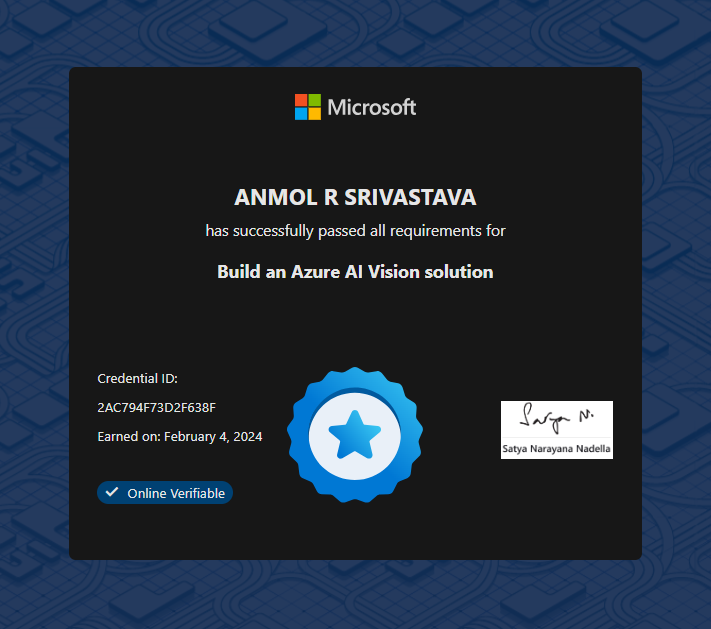 Microsoft
ANMOL R SRIVASTAVA
has successfully passed all requirements for
Build an Azure AI Vision solution
Credential ID:
2AC794F73D2F638F
Earned on: February 4, 2024
Online Verifiable
Satya N.
Satya Narayana Nadella